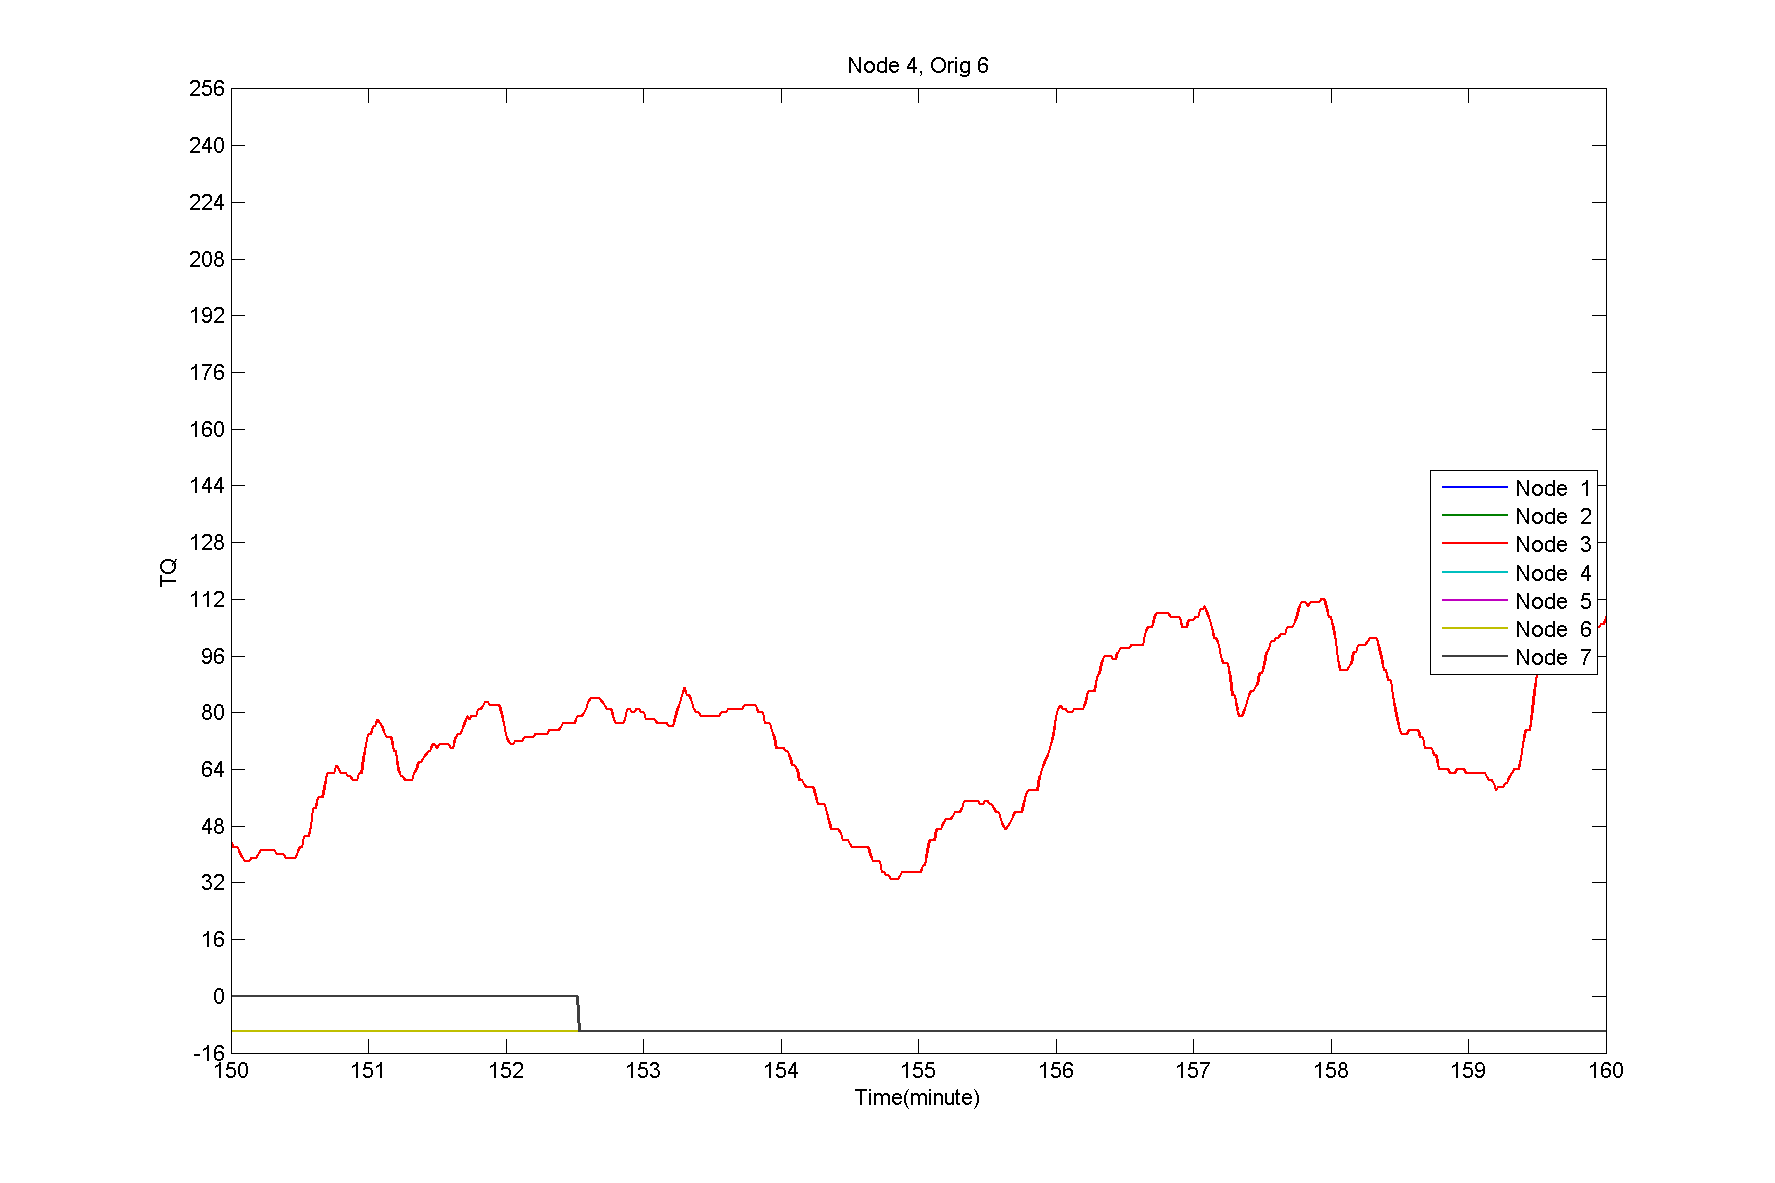 Node 4, Orig 6
256
240
224
208
192
176
160
144
128
112
96
80
64
48
32
16
0
-16
TQ
Node 1
Node 2
Node 3
Node 4
Node 5
Node 6
Node 7
150 151 152 153 154 155 156 157 158 159 160
Time(minute)